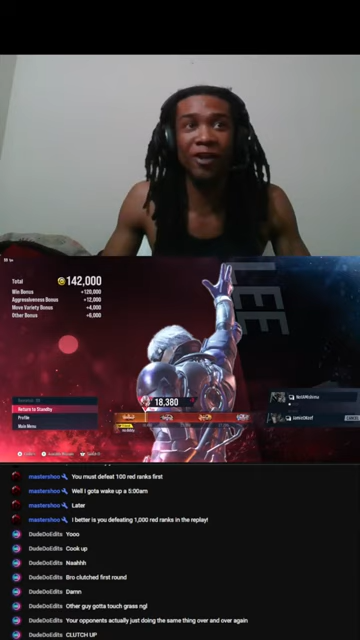 Total 142,000
Win Bonus +120,000
Aggressiveness Bonus +12,000
Move Variety Bonus +4,000
Other Bonus +6,000
LEE
18,380
Return to Standby
Profile
Main Menu
mastershoo You must defeat 100 red ranks first
mastershoo Well I gota wake up a 5:00am
mastershoo Later
mastershoo I better is you defeating 1,000 red ranks in the replay!
DudeDoEdits Yooo
DudeDoEdits Cook up
DudeDoEdits Naahhh
DudeDoEdits Bro clutched first round
DudeDoEdits Damn
DudeDoEdits Other guy gotta touch grass ngl
DudeDoEdits Your opponents actually just doing the same thing over and over again
DudeDoEdits CLUTCH UP